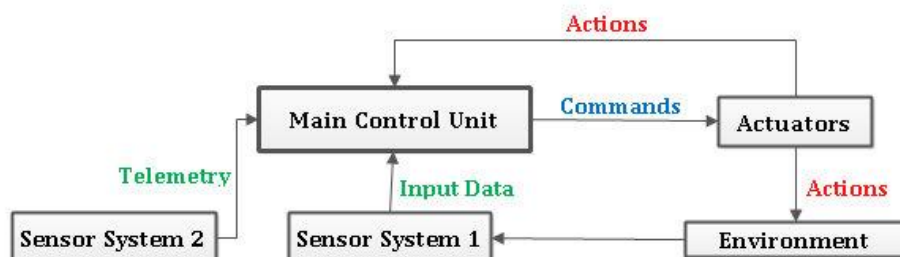 Actions
Main Control Unit
Commands
Actuators
Telemetry
Input Data
Actions
Sensor System 2
Sensor System 1
Environment